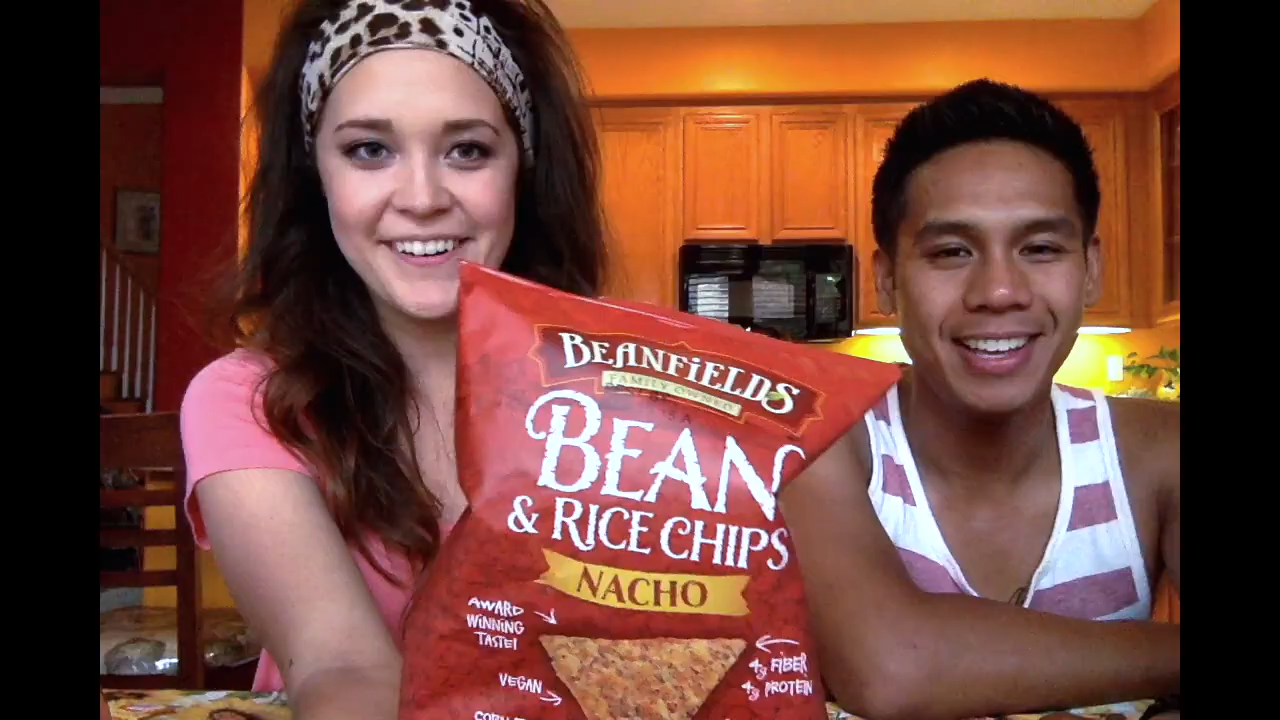 BEANFiELDS
FAMILY OWNED
BEAN
& RICE CHIPS
NACHO
AWARD
WINNING
TASTE!
4g FIBER
4g PROTEIN
VEGAN